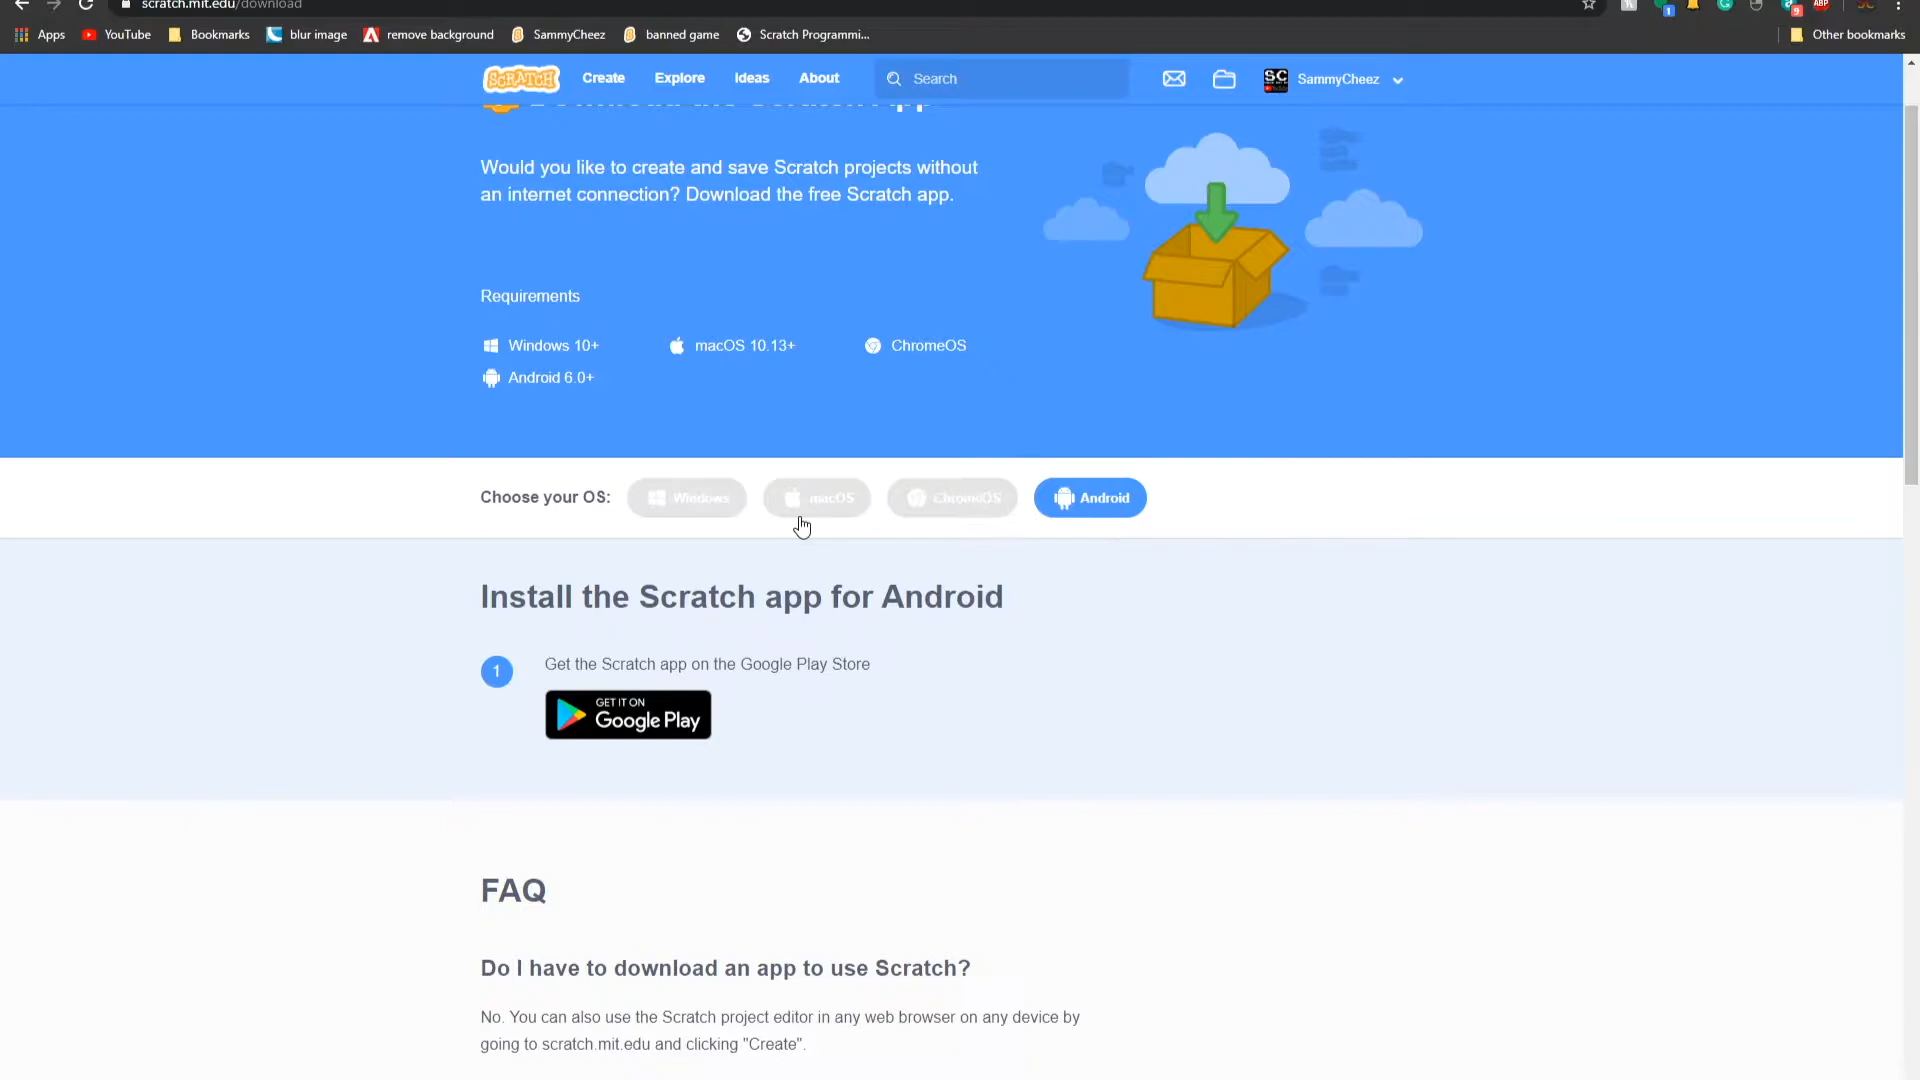 scratch.mit.edu/download
Apps YouTube Bookmarks blur image remove background SammyCheez banned game Scratch Programmi... Other bookmarks
SCRATCH Create Explore Ideas About Search SC SammyCheez
Download the Scratch App
Would you like to create and save Scratch projects without
an internet connection? Download the free Scratch app.
Requirements
Windows 10+ macOS 10.13+ ChromeOS
Android 6.0+
Choose your OS: Windows macOS ChromeOS Android
Install the Scratch app for Android
1 Get the Scratch app on the Google Play Store
GET IT ON
Google Play
FAQ
Do I have to download an app to use Scratch?
No. You can also use the Scratch project editor in any web browser on any device by
going to scratch.mit.edu and clicking "Create".